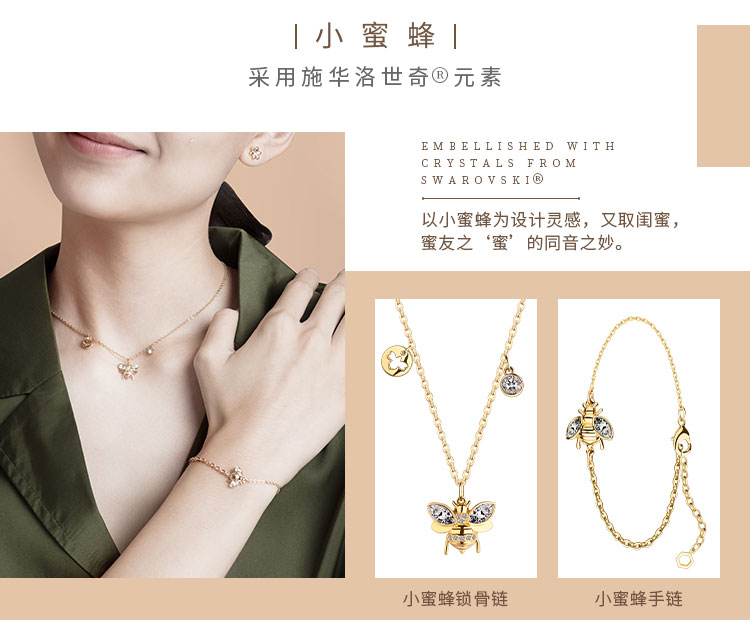 小蜜蜂
采用施华洛世奇®元素
EMBELLISHED WITH
CRYSTALS FROM
SWAROVSKI®
以小蜜蜂为设计灵感，又取闺蜜，
蜜友之‘蜜’的同音之妙。
小蜜蜂锁骨链
小蜜蜂手链